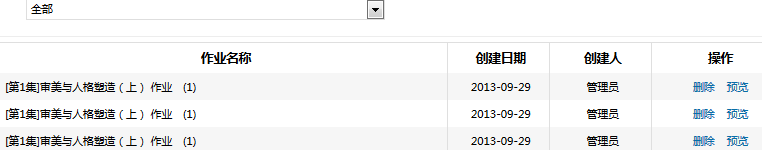 全部
作业名称 创建日期 创建人 操作
[第1集]审美与人格塑造（上） 作业 (1) 2013-09-29 管理员 删除 预览
[第1集]审美与人格塑造（上） 作业 (1) 2013-09-29 管理员 删除 预览
[第1集]审美与人格塑造（上） 作业 (1) 2013-09-29 管理员 删除 预览